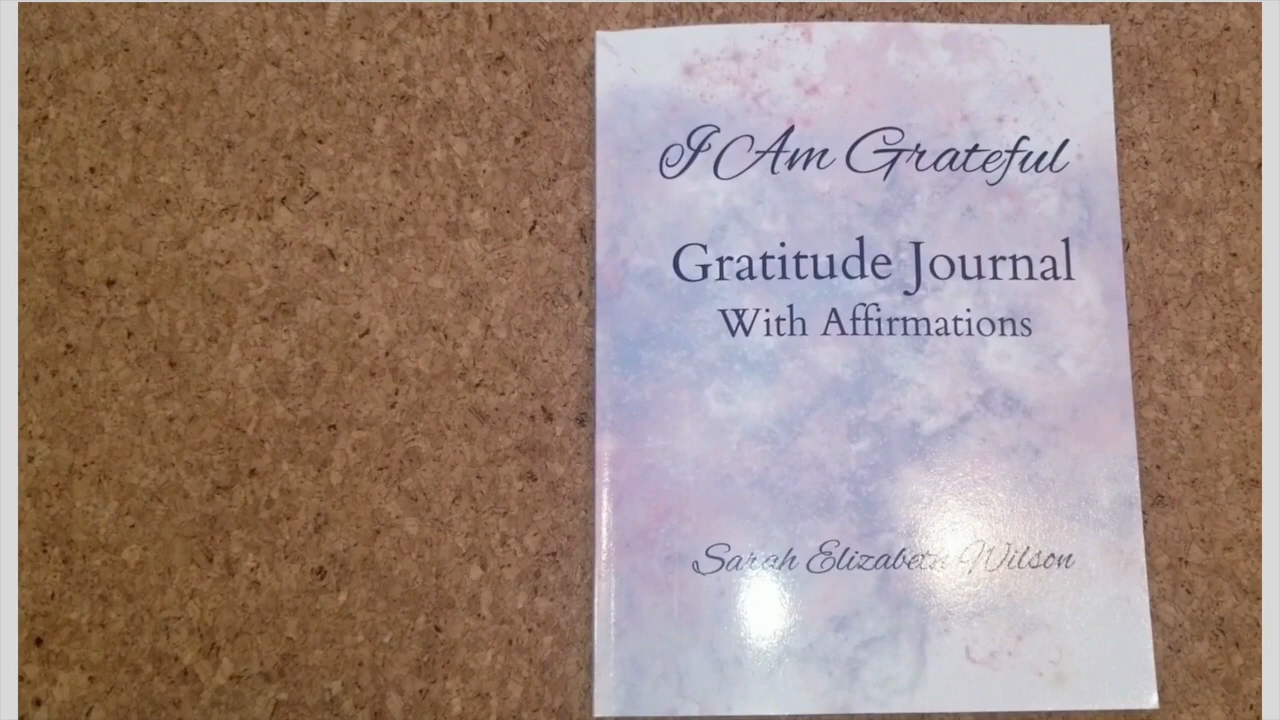 I Am Grateful
Gratitude Journal
With Affirmations
Sarah Elizabeth Wilson